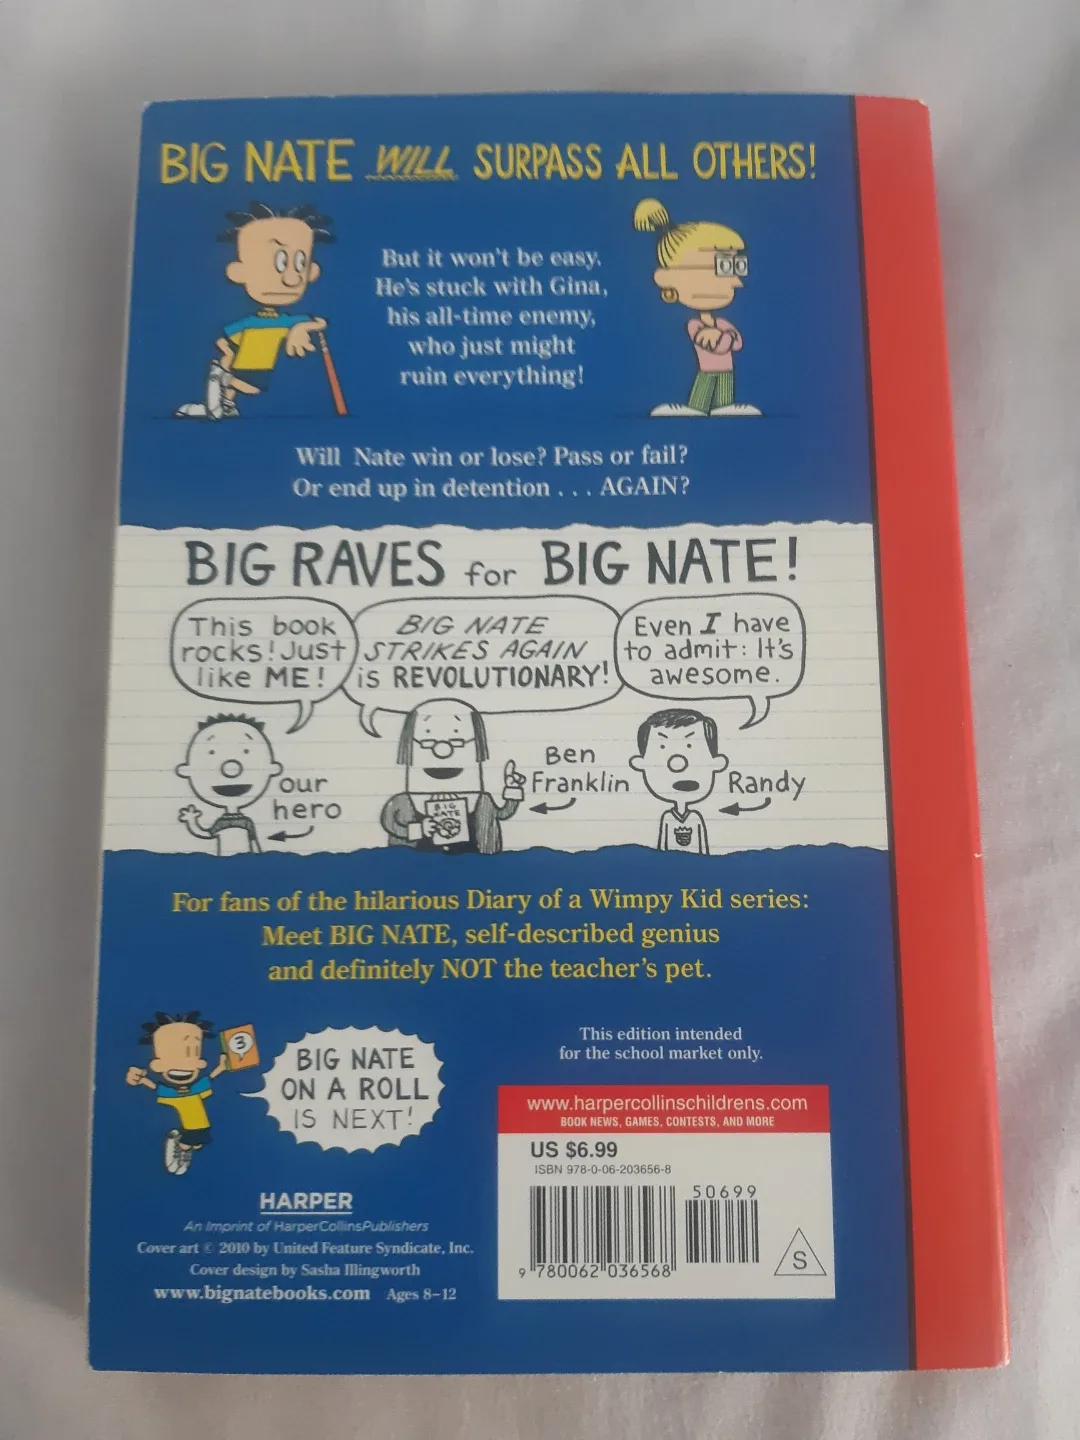 BIG NATE WILL SURPASS ALL OTHERS!
But it won't be easy.
He's stuck with Gina,
his all-time enemy,
who just might
ruin everything!
Will Nate win or lose? Pass or fail?
Or end up in detention . . . AGAIN?
BIG RAVES for BIG NATE!
This book
rocks! Just
like ME!
BIG NATE
STRIKES AGAIN
is REVOLUTIONARY!
Even I have
to admit: It's
awesome.
our
hero
BIG
NATE
Ben
Franklin
Randy
For fans of the hilarious Diary of a Wimpy Kid series:
Meet BIG NATE, self-described genius
and definitely NOT the teacher's pet.
3
BIG NATE
ON A ROLL
IS NEXT!
This edition intended
for the school market only.
www.harpercollinschildrens.com
BOOK NEWS, GAMES, CONTESTS, AND MORE
US $6.99
ISBN 978-0-06-203656-8
50699
9 780062 036568
S
HARPER
An Imprint of HarperCollinsPublishers
Cover art © 2010 by United Feature Syndicate, Inc.
Cover design by Sasha Illingworth
www.bignatebooks.com Ages 8–12